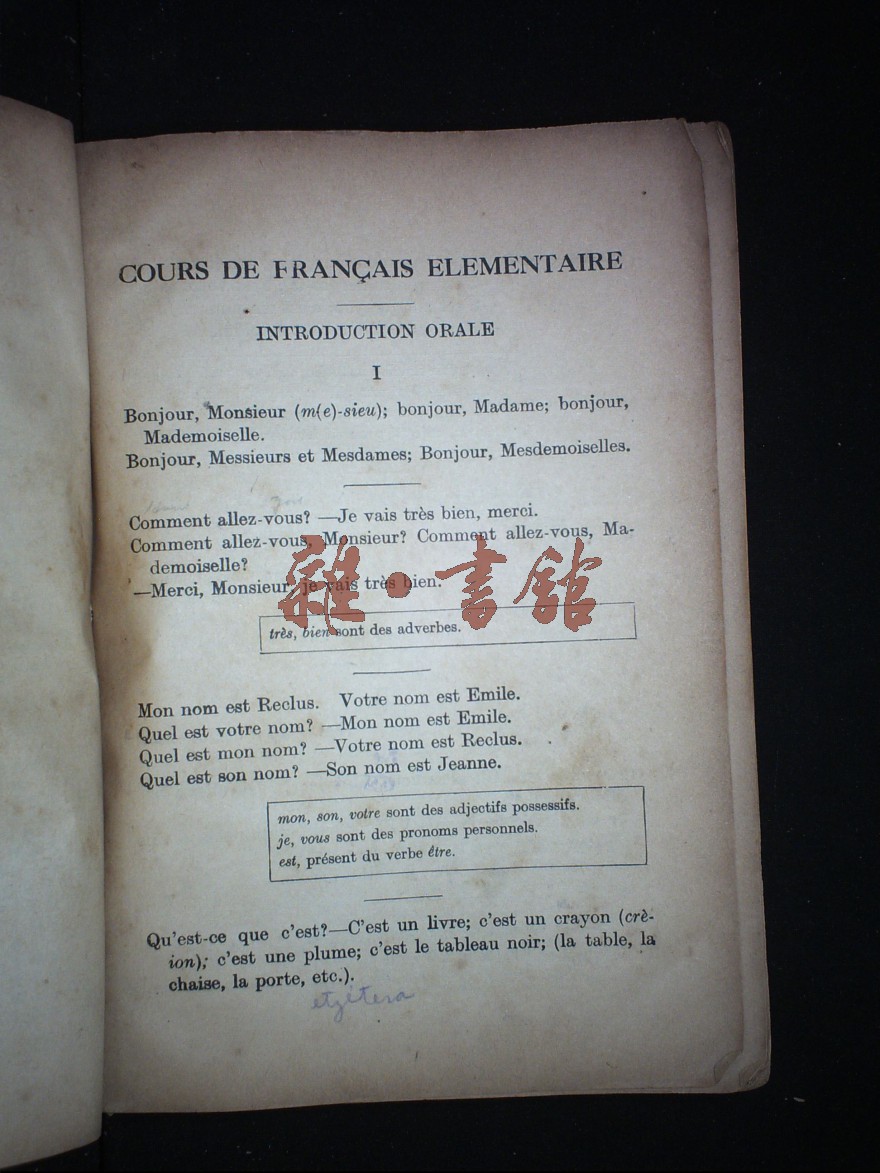 COURS DE FRANÇAIS ELEMENTAIRE
INTRODUCTION ORALE
I
Bonjour, Monsieur (m(e)-sieu); bonjour, Madame; bonjour,
Mademoiselle.
Bonjour, Messieurs et Mesdames; Bonjour, Mesdemoiselles.
Comment allez-vous? —Je vais très bien, merci.
Comment allez-vous, Monsieur? Comment allez-vous, Ma-
demoiselle?
—Merci, Monsieur, je vais très bien.
雜·書館
très, bien sont des adverbes.
Mon nom est Reclus. Votre nom est Emile.
Quel est votre nom? —Mon nom est Emile.
Quel est mon nom? —Votre nom est Reclus.
Quel est son nom? —Son nom est Jeanne.
mon, son, votre sont des adjectifs possessifs.
je, vous sont des pronoms personnels.
est, présent du verbe être.
Qu'est-ce que c'est?—C'est un livre; c'est un crayon (crè-
ion); c'est une plume; c'est le tableau noir; (la table, la
chaise, la porte, etc.).